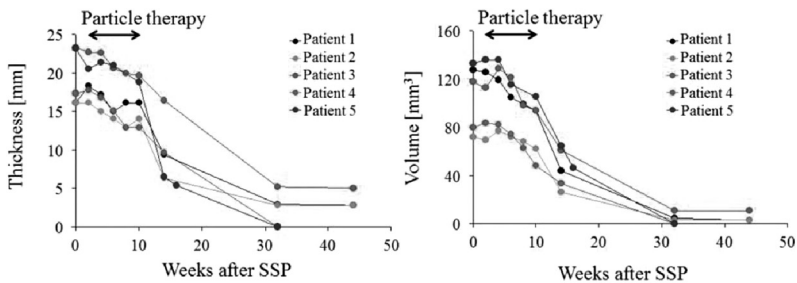 Particle therapy
Thickness [mm]
25
20
15
10
5
0
0 10 20 30 40 50
Weeks after SSP
Patient 1
Patient 2
Patient 3
Patient 4
Patient 5
Particle therapy
Volume [mm³]
160
120
80
40
0
0 10 20 30 40 50
Weeks after SSP
Patient 1
Patient 2
Patient 3
Patient 4
Patient 5